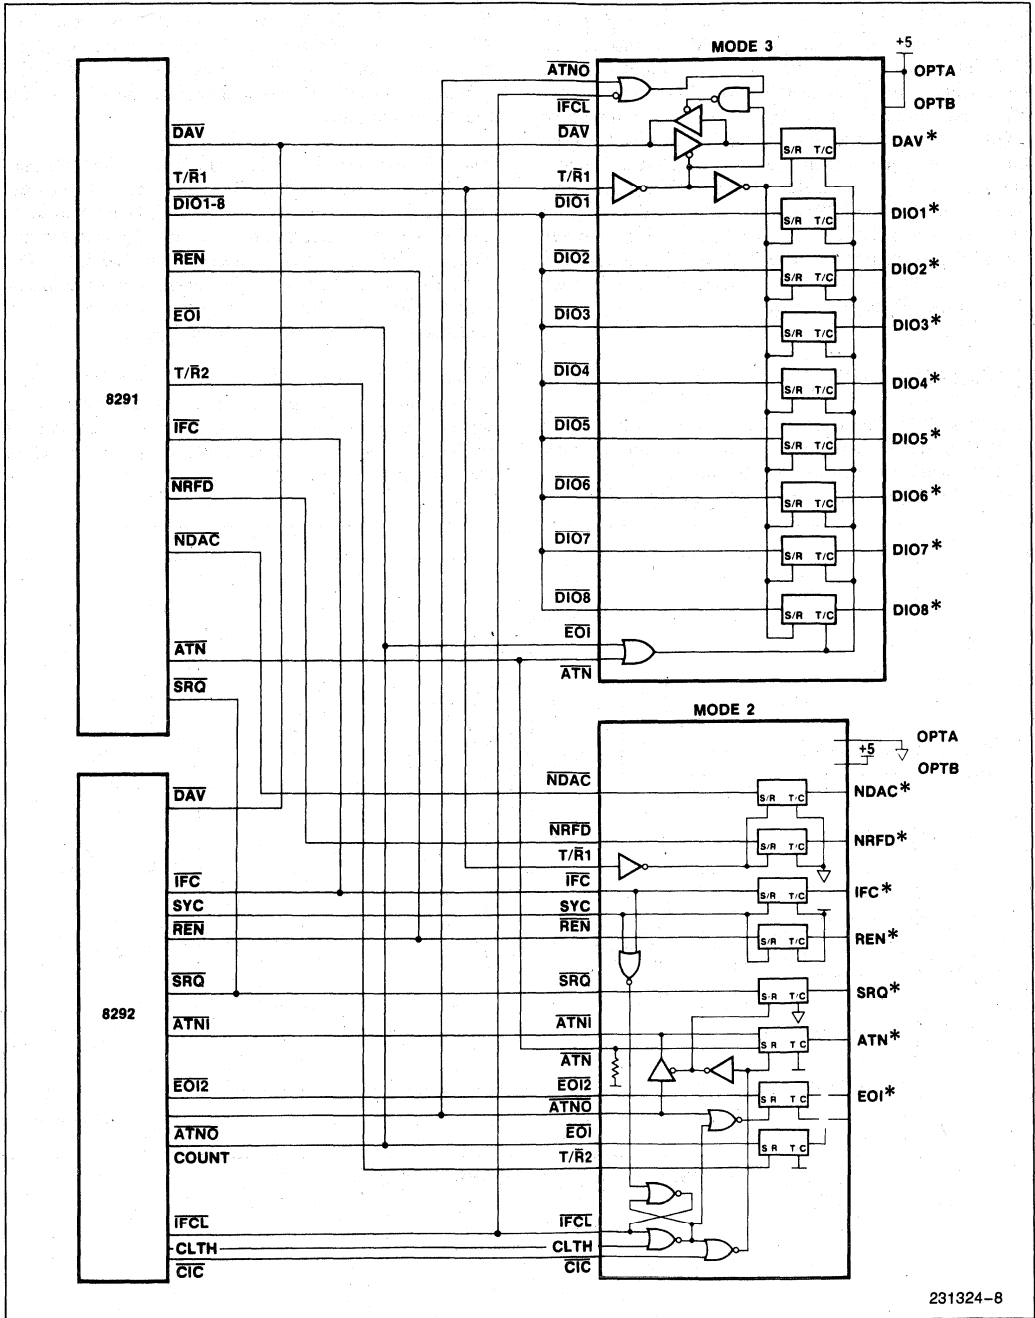 MODE 3
+5
OPTA
OPTB
8291
DAV
T/R1
DIO1-8
REN
EOI
T/R2
IFC
NRFD
NDAC
ATN
SRQ
ATNO
IFCL
DAV
T/R1
DIO1
DIO2
DIO3
DIO4
DIO5
DIO6
DIO7
DIO8
EOI
ATN
S/R T/C
S/R T/C
S/R T/C
S/R T/C
S/R T/C
S/R T/C
S/R T/C
S/R T/C
S/R T/C
DAV*
DIO1*
DIO2*
DIO3*
DIO4*
DIO5*
DIO6*
DIO7*
DIO8*
MODE 2
OPTA
+5
OPTB
8292
DAV
IFC
SYC
REN
SRQ
ATNI
EOI2
ATNO
COUNT
IFCL
CLTH
CIC
NDAC
NRFD
T/R1
IFC
SYC
REN
SRQ
ATNI
ATN
EOI2
ATNO
EOI
T/R2
IFCL
CLTH
CIC
S/R T/C
S/R T/C
S/R T/C
S/R T/C
S/R T/C
S R T C
S R T C
S R T C
NDAC*
NRFD*
IFC*
REN*
SRQ*
ATN*
EOI*
231324-8